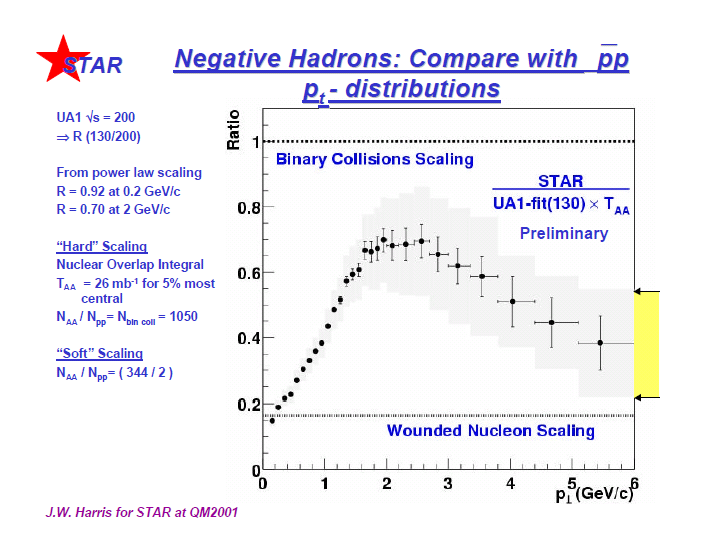 STAR
Negative Hadrons: Compare with p̅p
pt - distributions
UA1 √s = 200
⇒ R (130/200)
From power law scaling
R = 0.92 at 0.2 GeV/c
R = 0.70 at 2 GeV/c
“Hard” Scaling
Nuclear Overlap Integral
TAA = 26 mb-1 for 5% most
central
NAA / Npp= Nbin coll = 1050
“Soft” Scaling
NAA / Npp= ( 344 / 2 )
Ratio
1
0.8
0.6
0.4
0.2
0
Binary Collisions Scaling
STAR
UA1-fit(130) × TAA
Preliminary
Wounded Nucleon Scaling
0 1 2 3 4 5 6
p⊥(GeV/c)
J.W. Harris for STAR at QM2001